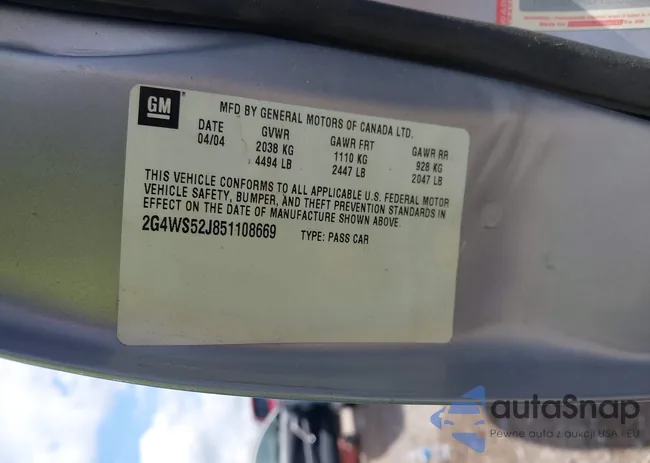 GM
MFD BY GENERAL MOTORS OF CANADA LTD.
DATE GVWR GAWR FRT GAWR RR
04/04 2038 KG 1110 KG 928 KG
4494 LB 2447 LB 2047 LB
THIS VEHICLE CONFORMS TO ALL APPLICABLE U.S. FEDERAL MOTOR
VEHICLE SAFETY, BUMPER, AND THEFT PREVENTION STANDARDS IN
EFFECT ON THE DATE OF MANUFACTURE SHOWN ABOVE.
2G4WS52J851108669 TYPE: PASS CAR
autoSnap
Pewne auto z aukcji USA i EU